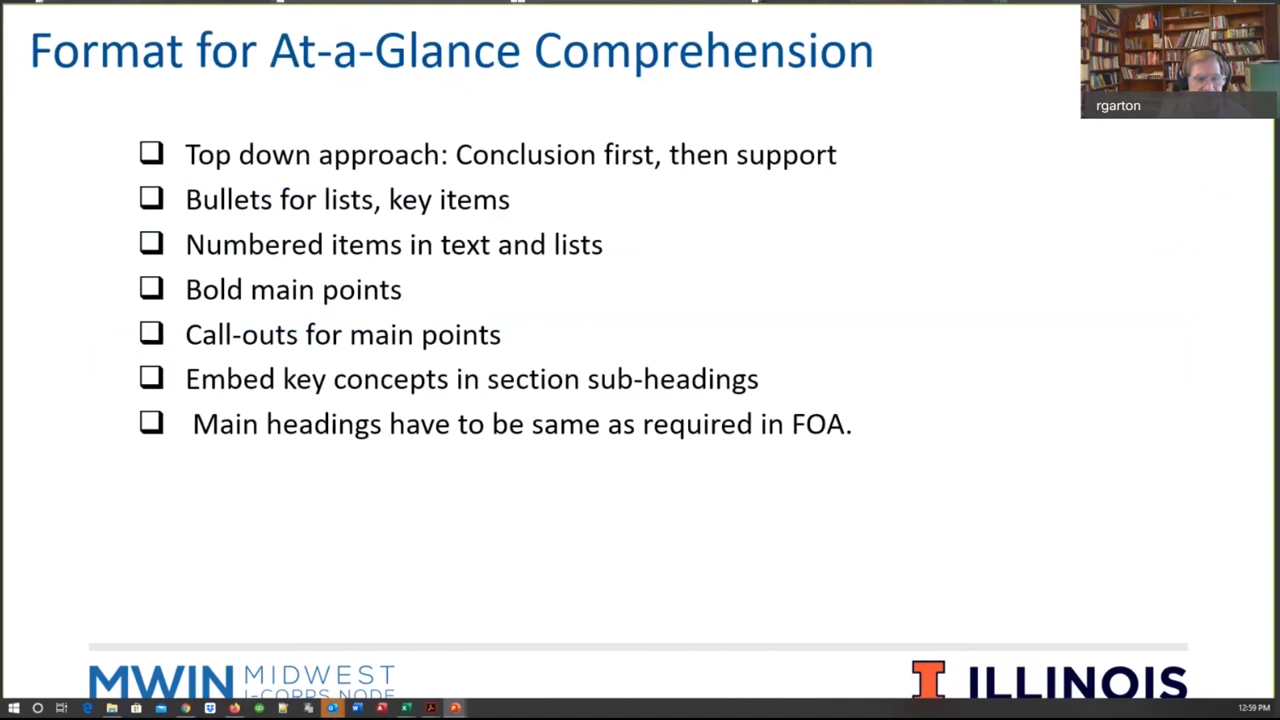 Format for At-a-Glance Comprehension
rgarton
Top down approach: Conclusion first, then support
Bullets for lists, key items
Numbered items in text and lists
Bold main points
Call-outs for main points
Embed key concepts in section sub-headings
Main headings have to be same as required in FOA.
MWIN MIDWEST
I-CORPS NODE
I ILLINOIS
12:59 PM